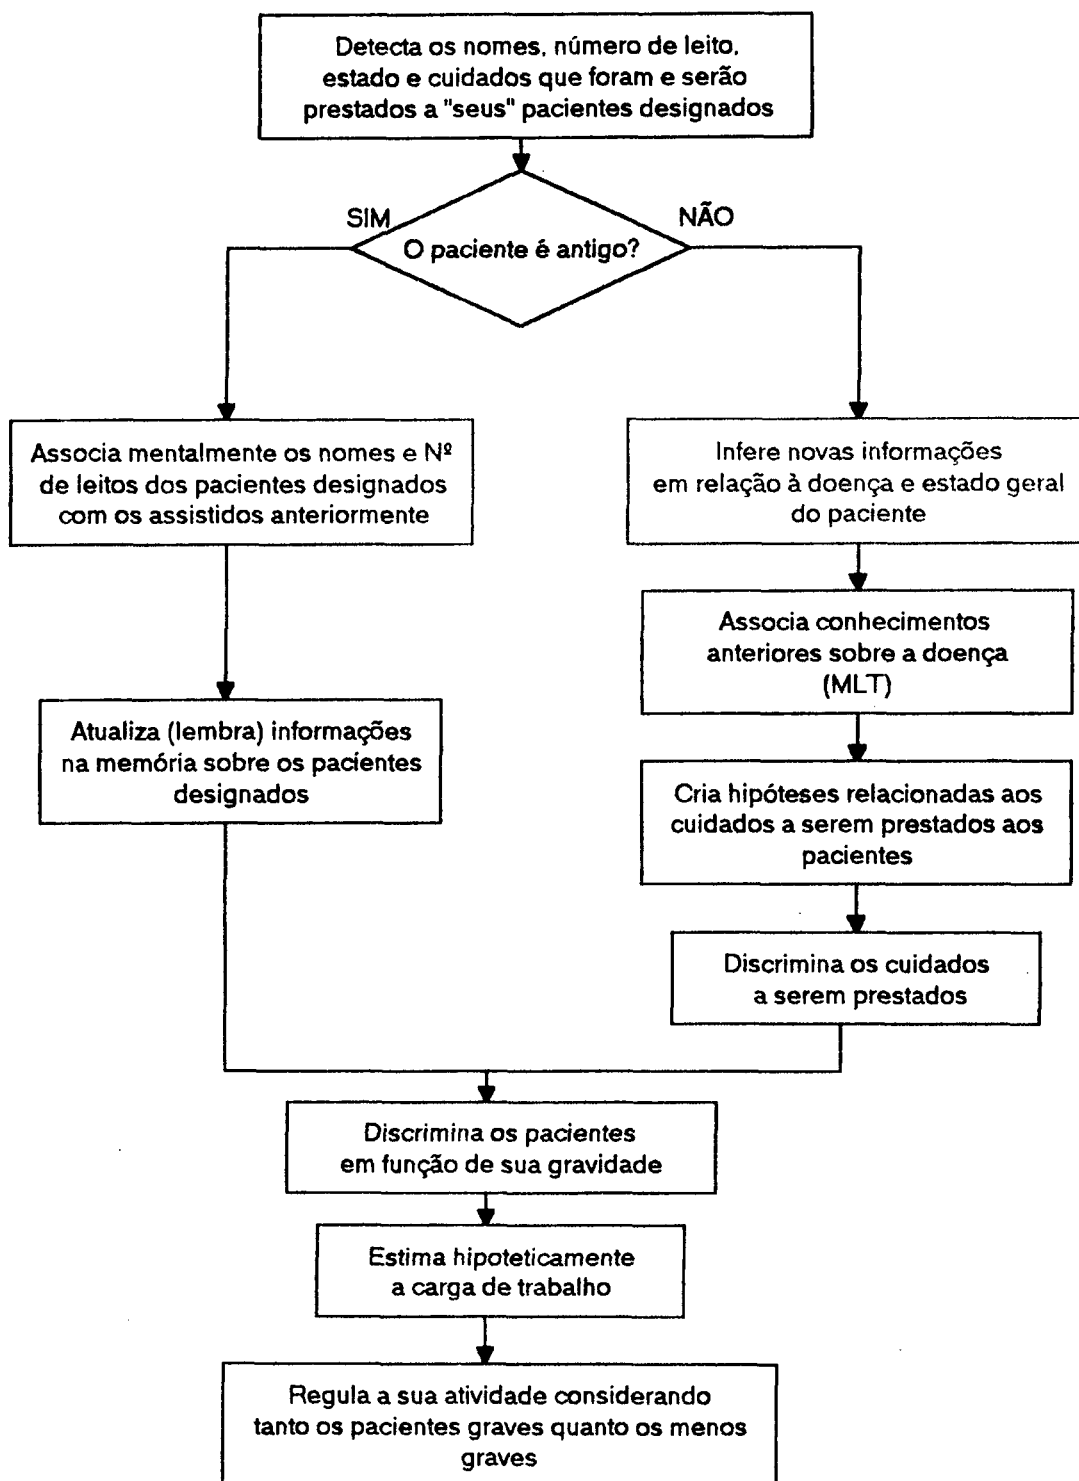 Detecta os nomes, número de leito,
estado e cuidados que foram e serão
prestados a "seus" pacientes designados
SIM
NÃO
O paciente é antigo?
Associa mentalmente os nomes e Nº
de leitos dos pacientes designados
com os assistidos anteriormente
Infere novas informações
em relação à doença e estado geral
do paciente
Associa conhecimentos
anteriores sobre a doença
(MLT)
Atualiza (lembra) informações
na memória sobre os pacientes
designados
Cria hipóteses relacionadas aos
cuidados a serem prestados aos
pacientes
Discrimina os cuidados
a serem prestados
Discrimina os pacientes
em função de sua gravidade
Estima hipoteticamente
a carga de trabalho
Regula a sua atividade considerando
tanto os pacientes graves quanto os menos
graves